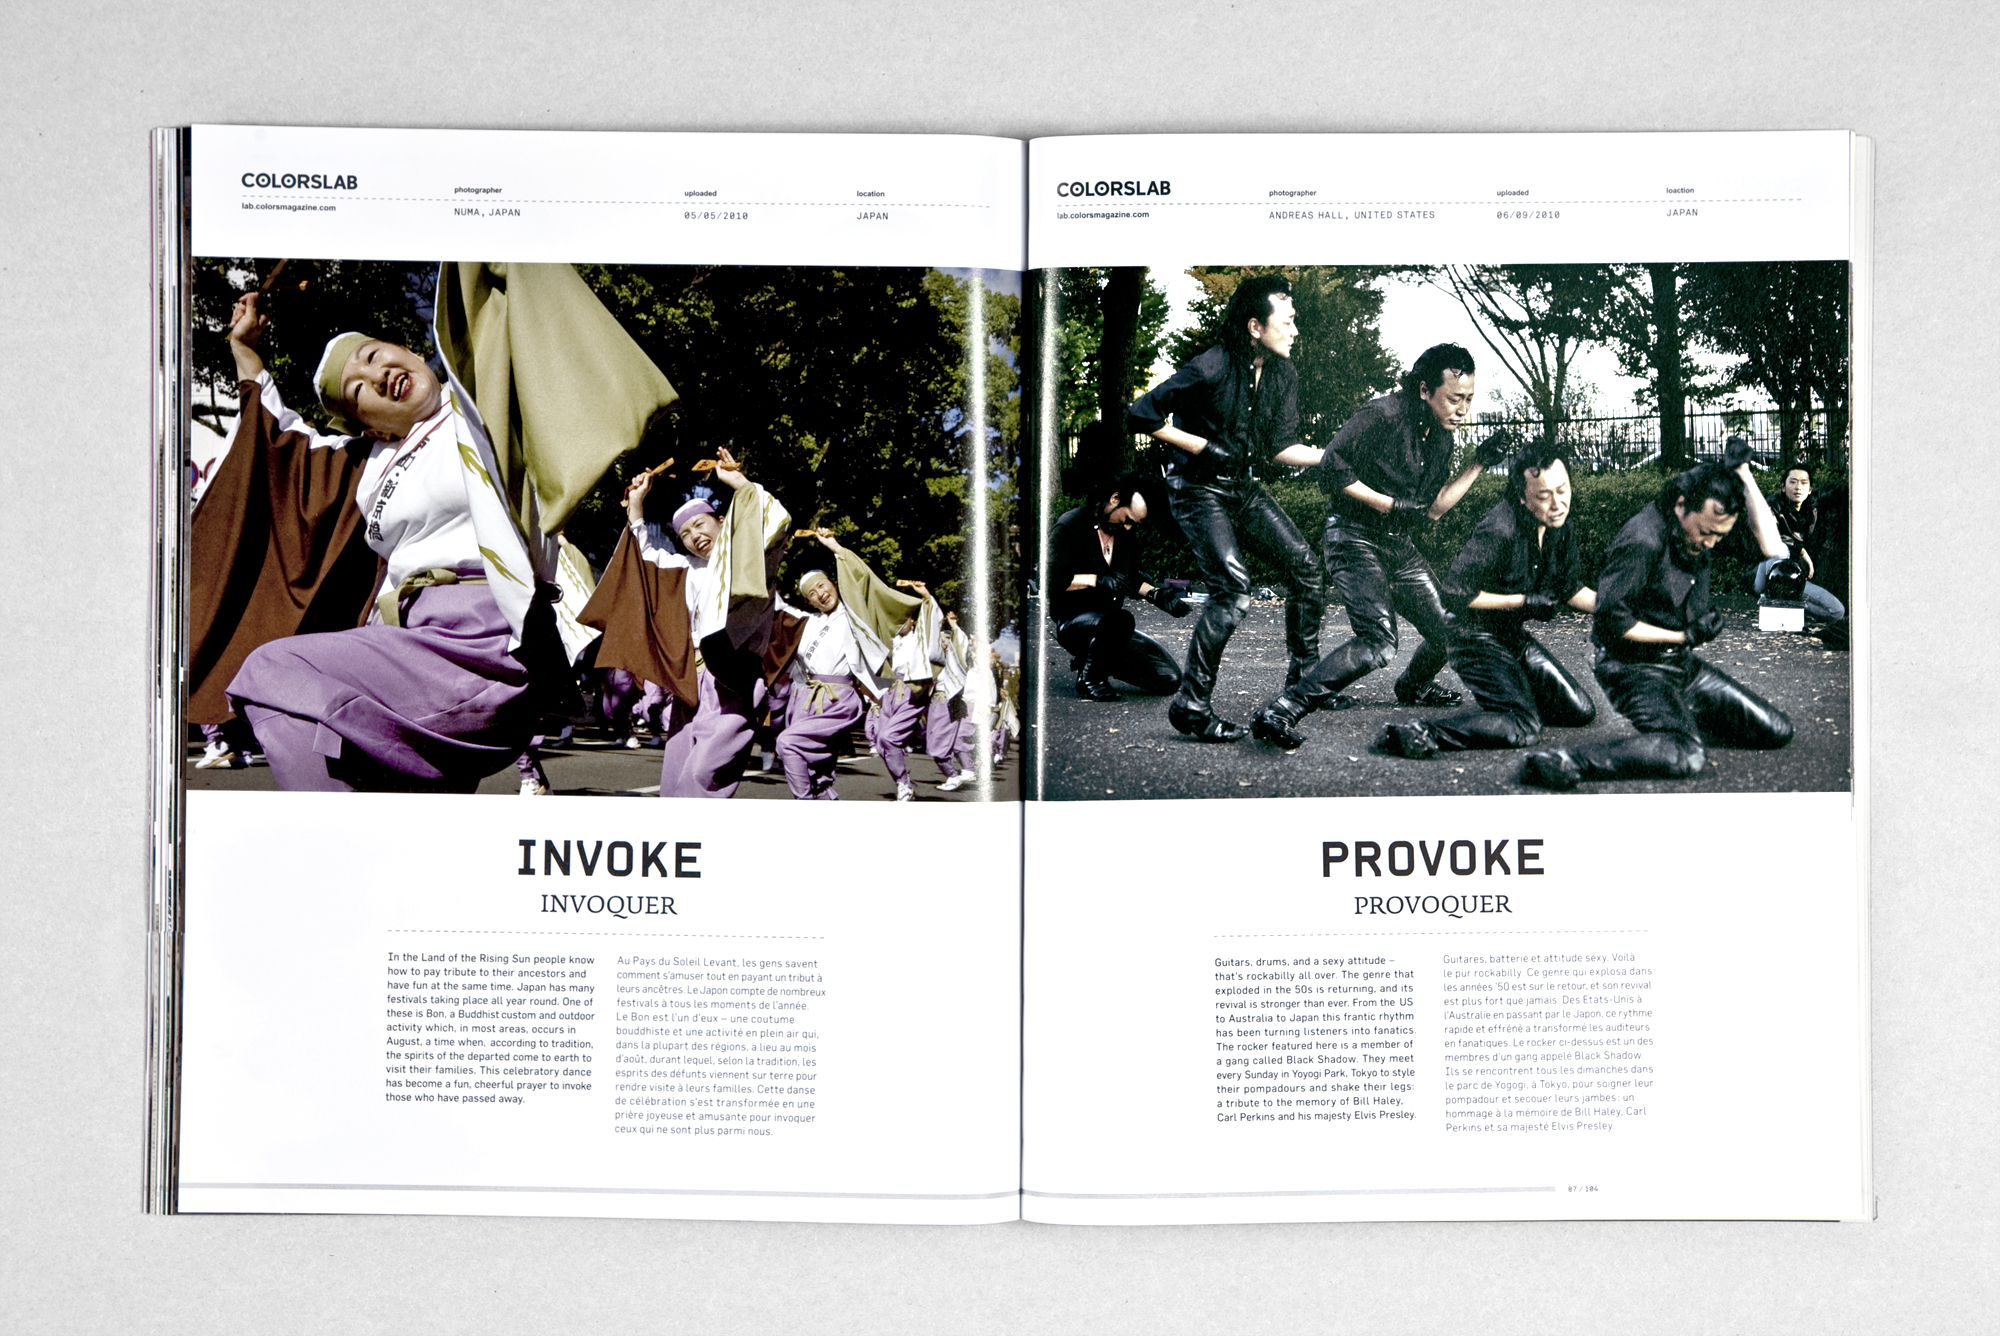 COLORSLAB
lab.colorsmagazine.com
photographer
NUMA, JAPAN
uploaded
05/05/2010
location
JAPAN
INVOKE
INVOQUER
In the Land of the Rising Sun people know
how to pay tribute to their ancestors and
have fun at the same time. Japan has many
festivals taking place all year round. One of
these is Bon, a Buddhist custom and outdoor
activity which, in most areas, occurs in
August, a time when, according to tradition,
the spirits of the departed come to earth to
visit their families. This celebratory dance
has become a fun, cheerful prayer to invoke
those who have passed away.
Au Pays du Soleil Levant, les gens savent
comment s'amuser tout en payant un tribut à
leurs ancêtres. Le Japon compte de nombreux
festivals à tous les moments de l'année.
Le Bon est l'un d'eux – une coutume
bouddhiste et une activité en plein air qui,
dans la plupart des régions, a lieu au mois
d'août, durant lequel, selon la tradition, les
esprits des défunts viennent sur terre pour
rendre visite à leurs familles. Cette danse
de célébration s'est transformée en une
prière joyeuse et amusante pour invoquer
ceux qui ne sont plus parmi nous.
COLORSLAB
lab.colorsmagazine.com
photographer
ANDREAS HALL, UNITED STATES
uploaded
06/09/2010
loaction
JAPAN
PROVOKE
PROVOQUER
Guitars, drums, and a sexy attitude –
that's rockabilly all over. The genre that
exploded in the 50s is returning, and its
revival is stronger than ever. From the US
to Australia to Japan this frantic rhythm
has been turning listeners into fanatics.
The rocker featured here is a member of
a gang called Black Shadow. They meet
every Sunday in Yoyogi Park, Tokyo to style
their pompadours and shake their legs:
a tribute to the memory of Bill Haley,
Carl Perkins and his majesty Elvis Presley.
Guitares, batterie et attitude sexy. Voilà
le pur rockabilly. Ce genre qui explosa dans
les années '50 est sur le retour, et son revival
est plus fort que jamais. Des Etats-Unis à
l'Australie en passant par le Japon, ce rythme
rapide et effréné a transformé les auditeurs
en fanatiques. Le rocker ci-dessus est un des
membres d'un gang appelé Black Shadow.
Ils se rencontrent tous les dimanches dans
le parc de Yogogi, à Tokyo, pour soigner leur
pompadour et secouer leurs jambes: un
hommage à la mémoire de Bill Haley, Carl
Perkins et sa majesté Elvis Presley
87 / 104